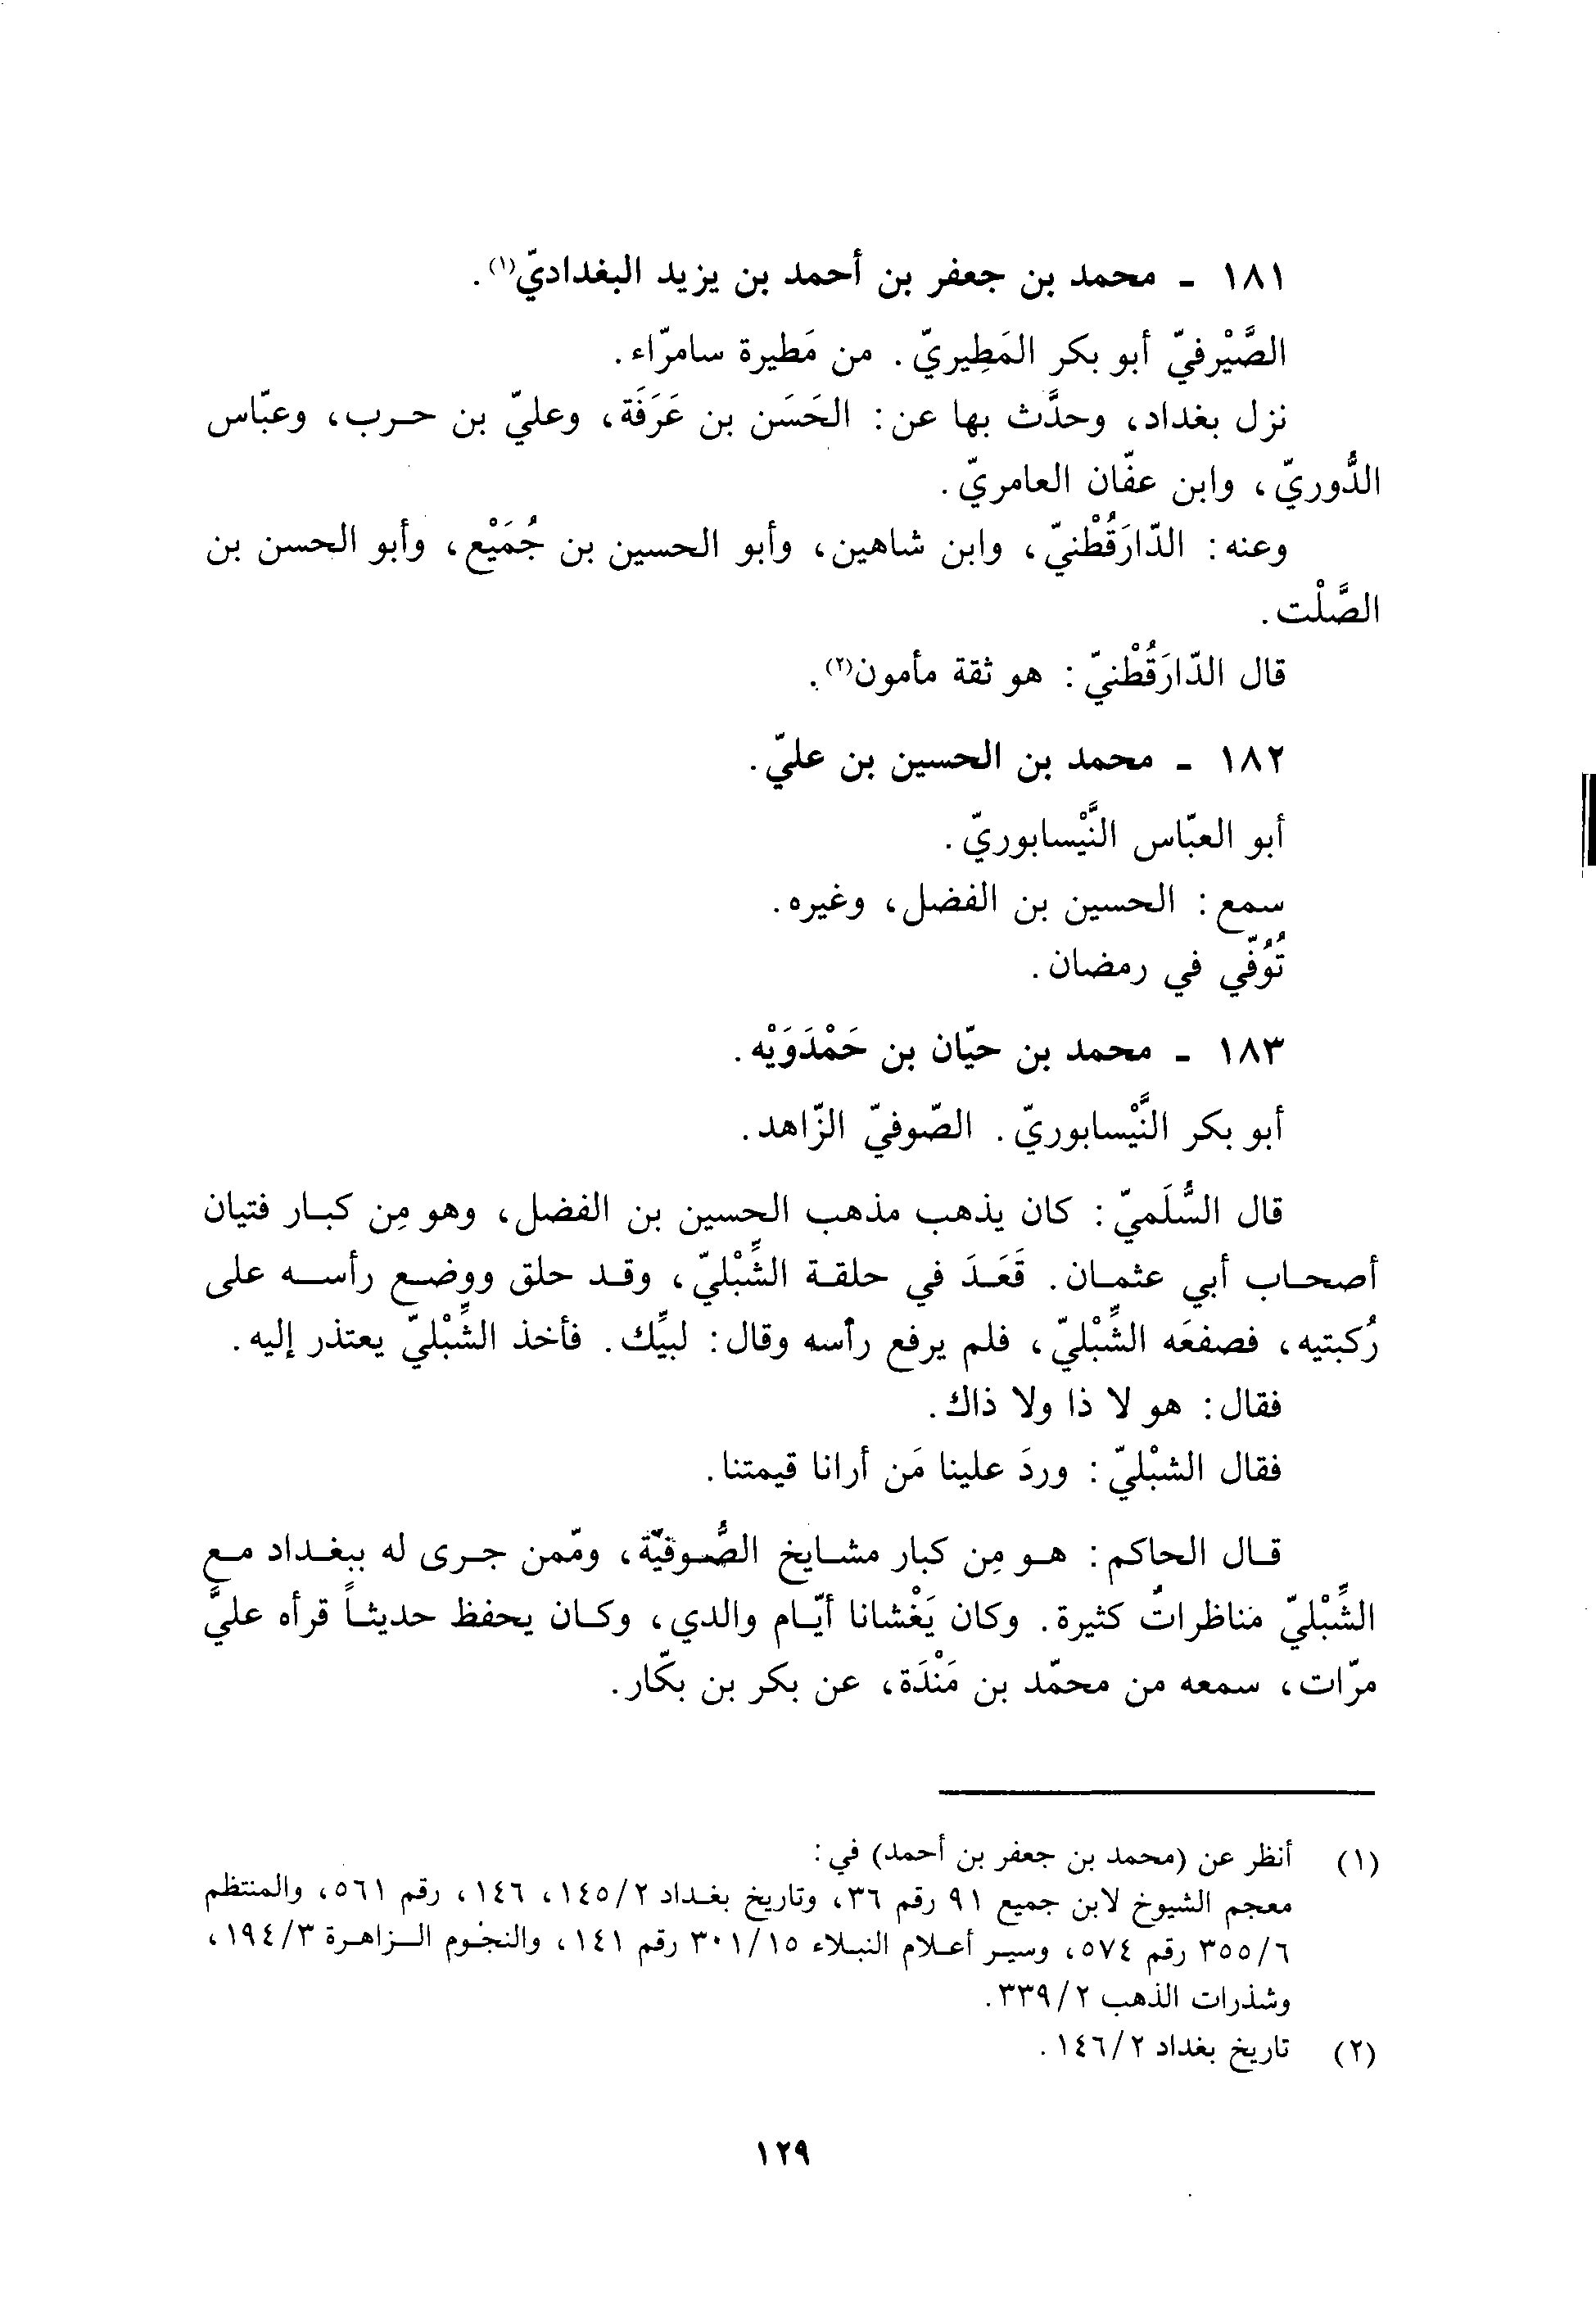 ١٨١ - محمد بن جعفر بن أحمد بن يزيد البغداديّ(١).
الصَّيْرفيّ أبو بكر المَطِيريّ. من مَطيرة سامرّاء.
نزل بغداد، وحدَّث بها عن: الحَسَن بن عَرَفَة، وعليّ بن حرب، وعبّاس
الدُّوريّ، وابن عفّان العامريّ.
وعنه: الدّارَقُطْنيّ، وابن شاهين، وأبو الحسين بن جُمَيْع، وأبو الحسن بن
الصَّلْت.
قال الدّارَقُطْنيّ: هو ثقة مأمون(٢).
١٨٢ - محمد بن الحسين بن عليّ.
أبو العبّاس النَّيْسابوريّ.
سمع: الحسين بن الفضل، وغيره.
تُوُفّي في رمضان.
١٨٣ - محمد بن حيّان بن حَمْدَوَيْه.
أبو بكر النَّيْسابوريّ. الصّوفيّ الزّاهد.
قال السُّلَميّ: كان يذهب مذهب الحسين بن الفضل، وهو مِن كبار فتيان
أصحاب أبي عثمان. قَعَدَ في حلقة الشِّبْليّ، وقد حلق ووضع رأسه على
رُكبتيه، فصفعَه الشِّبْليّ، فلم يرفع رأسه وقال: لبيِّك. فأخذ الشِّبْليّ يعتذر إليه.
فقال: هو لا ذا ولا ذاك.
فقال الشبْليّ: وردَ علينا مَن أرانا قيمتنا.
قال الحاكم: هو مِن كبار مشايخ الصُّوفيّة، وممّن جرى له ببغداد مع
الشِّبْليّ مناظراتٌ كثيرة. وكان يَغْشانا أيّام والدي، وكان يحفظ حديثاً قرأه عليَّ
مرّات، سمعه من محمّد بن مَنْدَة، عن بكر بن بكّار.
(١) أنظر عن (محمد بن جعفر بن أحمد) في:
معجم الشيوخ لابن جميع ٩١ رقم ٣٦، وتاريخ بغداد ١٤٥/٢، ١٤٦، رقم ٥٦١، والمنتظم
٣٥٥/٦ رقم ٥٧٤، وسير أعلام النبلاء ٣٠١/١٥ رقم ١٤١، والنجوم الزاهرة ١٩٤/٣،
وشذرات الذهب ٣٣٩/٢.
(٢) تاريخ بغداد ١٤٦/٢.
١٢٩